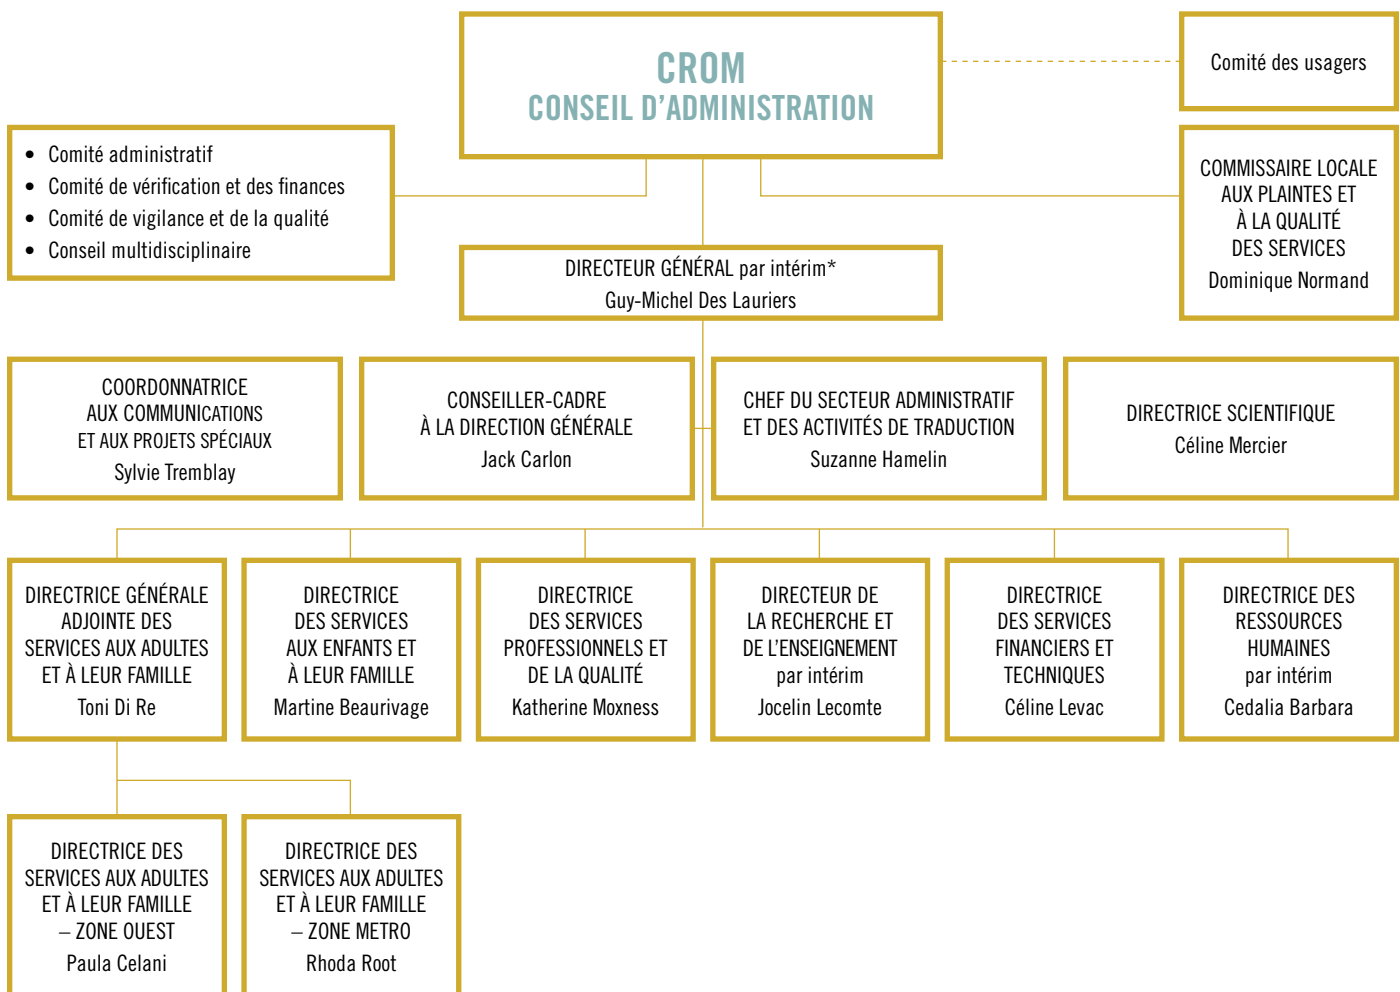 CROM
CONSEIL D'ADMINISTRATION
Comité des usagers
• Comité administratif
• Comité de vérification et des finances
• Comité de vigilance et de la qualité
• Conseil multidisciplinaire
COMMISSAIRE LOCALE
AUX PLAINTES ET
À LA QUALITÉ
DES SERVICES
Dominique Normand
DIRECTEUR GÉNÉRAL par intérim*
Guy-Michel Des Lauriers
COORDONNATRICE
AUX COMMUNICATIONS
ET AUX PROJETS SPÉCIAUX
Sylvie Tremblay
CONSEILLER-CADRE
À LA DIRECTION GÉNÉRALE
Jack Carlon
CHEF DU SECTEUR ADMINISTRATIF
ET DES ACTIVITÉS DE TRADUCTION
Suzanne Hamelin
DIRECTRICE SCIENTIFIQUE
Céline Mercier
DIRECTRICE GÉNÉRALE
ADJOINTE DES
SERVICES AUX ADULTES
ET À LEUR FAMILLE
Toni Di Re
DIRECTRICE
DES SERVICES
AUX ENFANTS ET
À LEUR FAMILLE
Martine Beaurivage
DIRECTRICE
DES SERVICES
PROFESSIONNELS ET
DE LA QUALITÉ
Katherine Moxness
DIRECTEUR DE
LA RECHERCHE ET
DE L'ENSEIGNEMENT
par intérim
Jocelin Lecomte
DIRECTRICE
DES SERVICES
FINANCIERS ET
TECHNIQUES
Céline Levac
DIRECTRICE DES
RESSOURCES
HUMAINES
par intérim
Cedalia Barbara
DIRECTRICE DES
SERVICES AUX ADULTES
ET À LEUR FAMILLE
– ZONE OUEST
Paula Celani
DIRECTRICE DES
SERVICES AUX ADULTES
ET À LEUR FAMILLE
– ZONE METRO
Rhoda Root